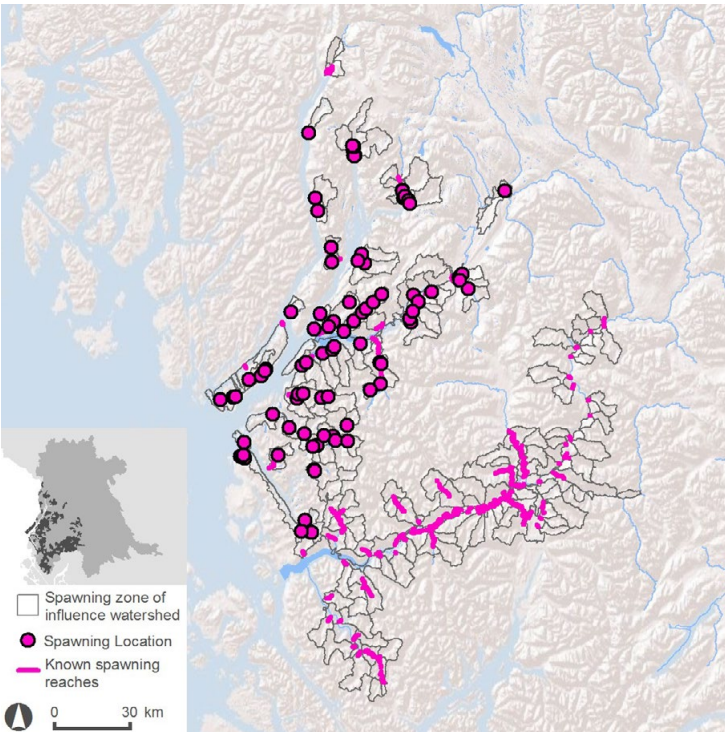 Spawning zone of
influence watershed
Spawning Location
Known spawning
reaches
0 30 km